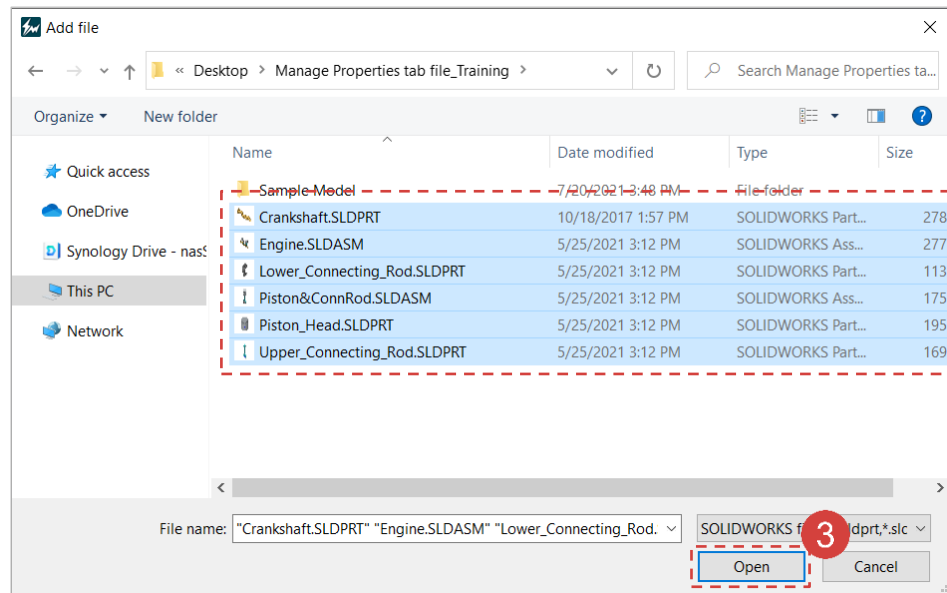 Add file
« Desktop > Manage Properties tab file_Training >
Search Manage Properties ta...
Organize
New folder
?
Name
Date modified
Type
Size
Quick access
OneDrive
Synology Drive - nas
This PC
Network
Sample Model 7/20/2021 3:48 PM File folder
Crankshaft.SLDPRT 10/18/2017 1:57 PM SOLIDWORKS Part... 278
Engine.SLDASM 5/25/2021 3:12 PM SOLIDWORKS Ass... 277
Lower_Connecting_Rod.SLDPRT 5/25/2021 3:12 PM SOLIDWORKS Part... 113
Piston&ConnRod.SLDASM 5/25/2021 3:12 PM SOLIDWORKS Ass... 175
Piston_Head.SLDPRT 5/25/2021 3:12 PM SOLIDWORKS Part... 195
Upper_Connecting_Rod.SLDPRT 5/25/2021 3:12 PM SOLIDWORKS Part... 169
File name: "Crankshaft.SLDPRT" "Engine.SLDASM" "Lower_Connecting_Rod.
SOLIDWORKS f ldprt,*.slc
3
Open
Cancel